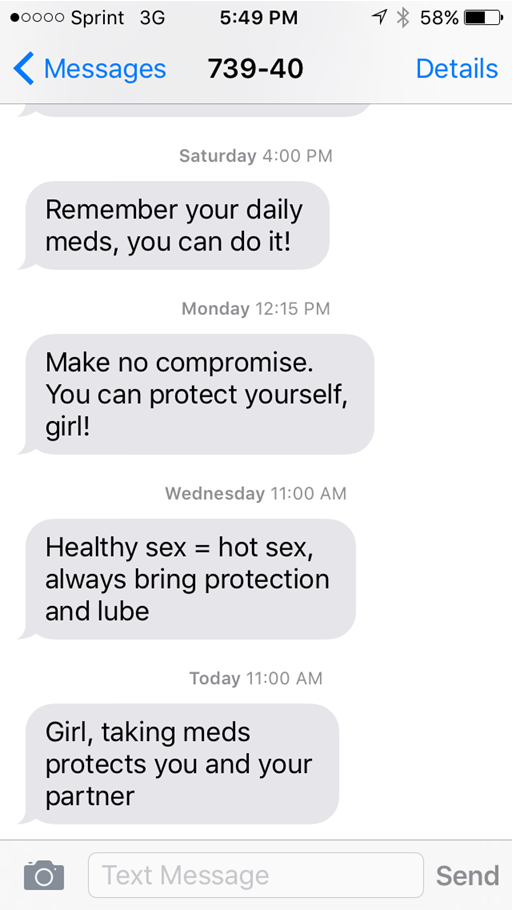 Sprint 3G 5:49 PM 58%
Messages 739-40 Details
Saturday 4:00 PM
Remember your daily
meds, you can do it!
Monday 12:15 PM
Make no compromise.
You can protect yourself,
girl!
Wednesday 11:00 AM
Healthy sex = hot sex,
always bring protection
and lube
Today 11:00 AM
Girl, taking meds
protects you and your
partner
Text Message Send